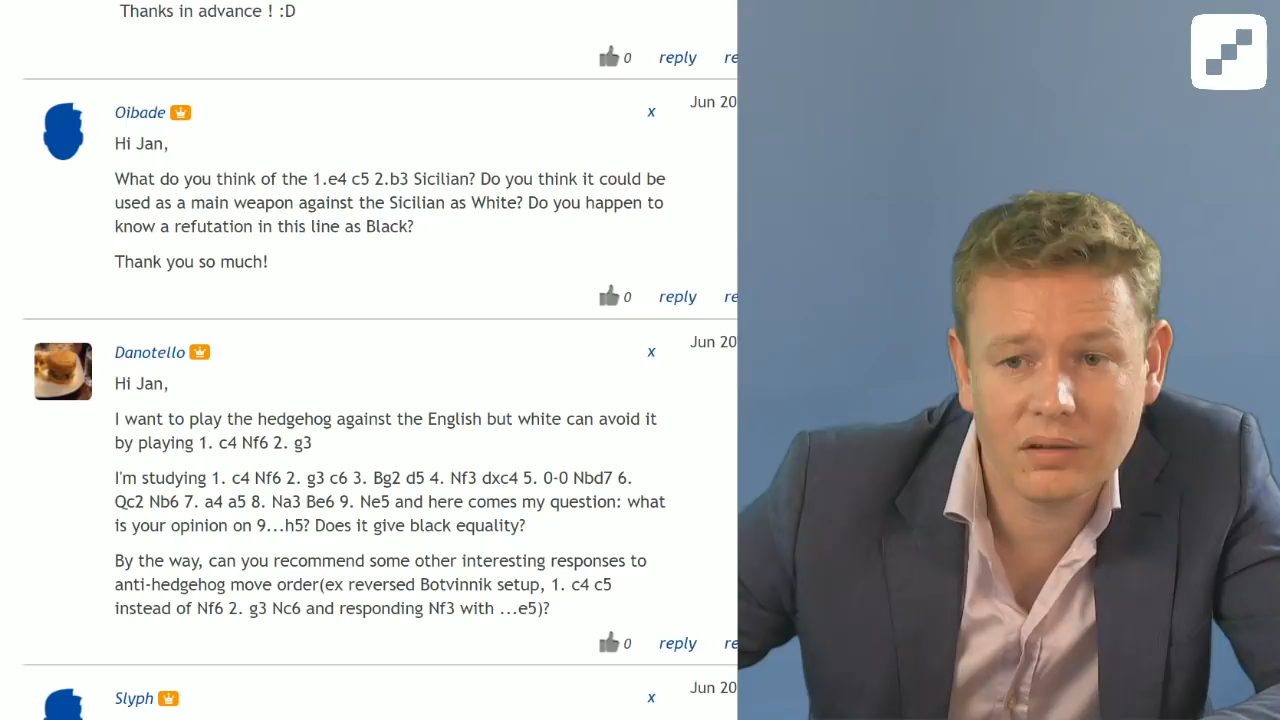 Thanks in advance ! :D
0 reply re
Oibade x Jun 20
Hi Jan,
What do you think of the 1.e4 c5 2.b3 Sicilian? Do you think it could be
used as a main weapon against the Sicilian as White? Do you happen to
know a refutation in this line as Black?
Thank you so much!
0 reply re
Danotello x Jun 20
Hi Jan,
I want to play the hedgehog against the English but white can avoid it
by playing 1. c4 Nf6 2. g3
I'm studying 1. c4 Nf6 2. g3 c6 3. Bg2 d5 4. Nf3 dxc4 5. 0-0 Nbd7 6.
Qc2 Nb6 7. a4 a5 8. Na3 Be6 9. Ne5 and here comes my question: what
is your opinion on 9...h5? Does it give black equality?
By the way, can you recommend some other interesting responses to
anti-hedgehog move order(ex reversed Botvinnik setup, 1. c4 c5
instead of Nf6 2. g3 Nc6 and responding Nf3 with ...e5)?
0 reply re
Slyph x Jun 20